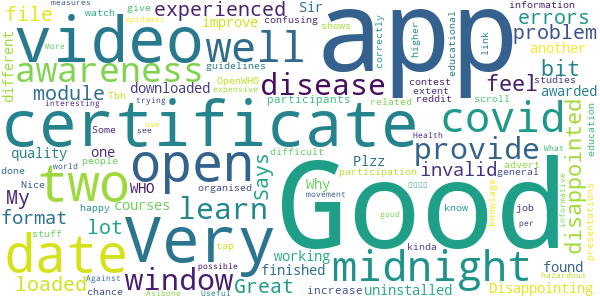 file watch give experienced Sir information errors
epidamic confusing improve shows guidelines
measures More different
video well app
correctly higher educational link problem another
awareness disease bit
OpenWHO Tbh expensive downloaded feel
module interesting trying participants contest extent reddit related scroll studies awarded
certificate covid
quality Some use see one people WHO difficult Plzz Health What general
open provide invalid disappointed education
done Nice world happy two says Why participation advert
My learn courses organised
format stuff movement know job per informative presentations knowlage
Very Good midnight
date lot tap kinda working found
window guud finished
loaded Against chance Asibone possible Useful Great increase uninstalled Disappointing hazardous